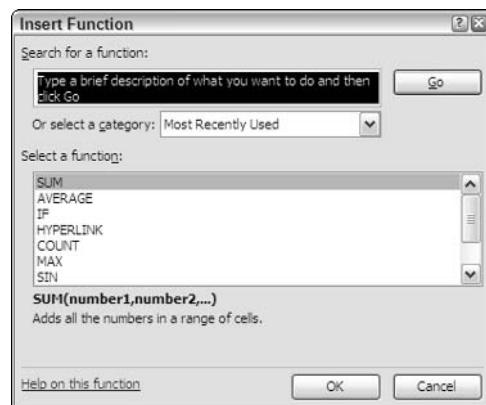 Insert Function
Search for a function:
Type a brief description of what you want to do and then
click Go
Go
Or select a category: Most Recently Used
Select a function:
SUM
AVERAGE
IF
HYPERLINK
COUNT
MAX
SIN
SUM(number1,number2,...)
Adds all the numbers in a range of cells.
Help on this function
OK
Cancel